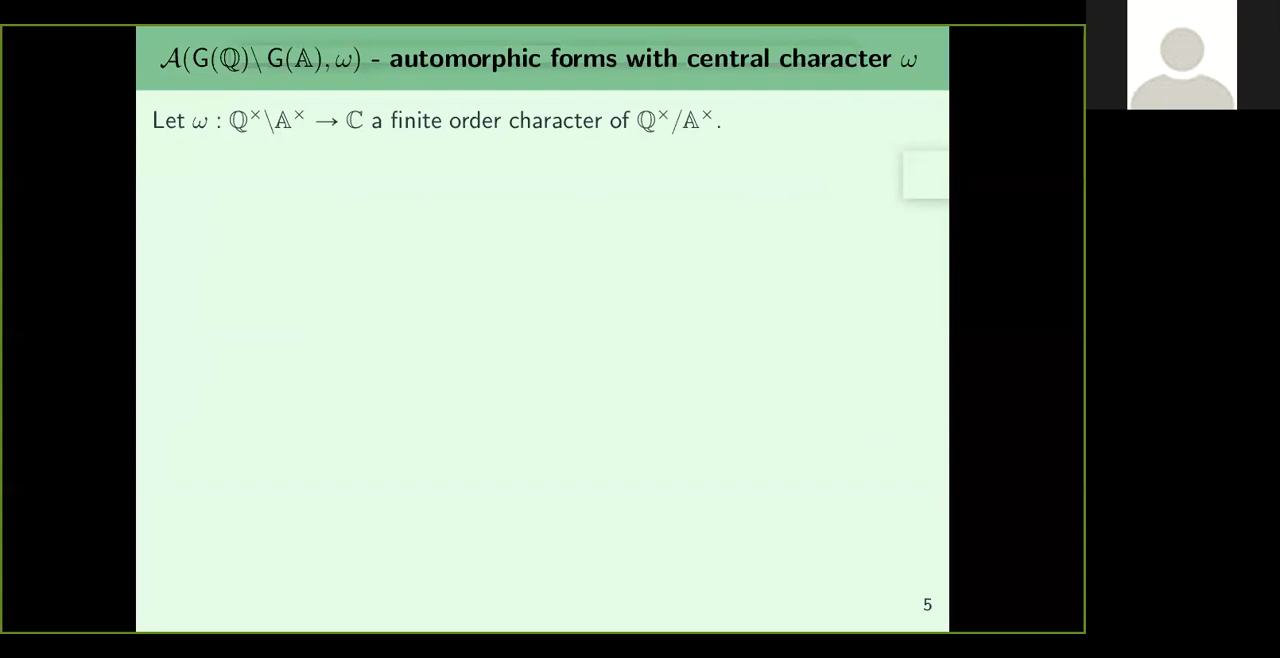 𝒜(G(ℚ)\ G(𝔸), ω) - automorphic forms with central character ω
Let ω : ℚ×\𝔸× → ℂ a finite order character of ℚ×/𝔸×.
5